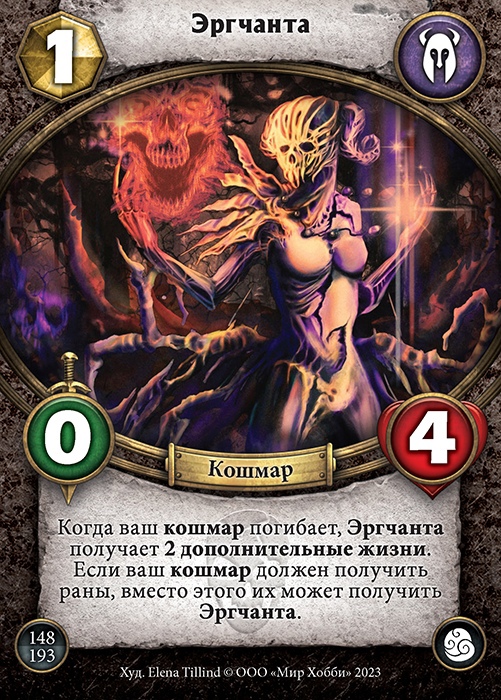 Эргчанта
1
0
4
Кошмар
Когда ваш кошмар погибает, Эргчанта
получает 2 дополнительные жизни.
Если ваш кошмар должен получить
раны, вместо этого их может получить
Эргчанта.
148
193
Худ. Elena Tillind © ООО «Мир Хобби» 2023